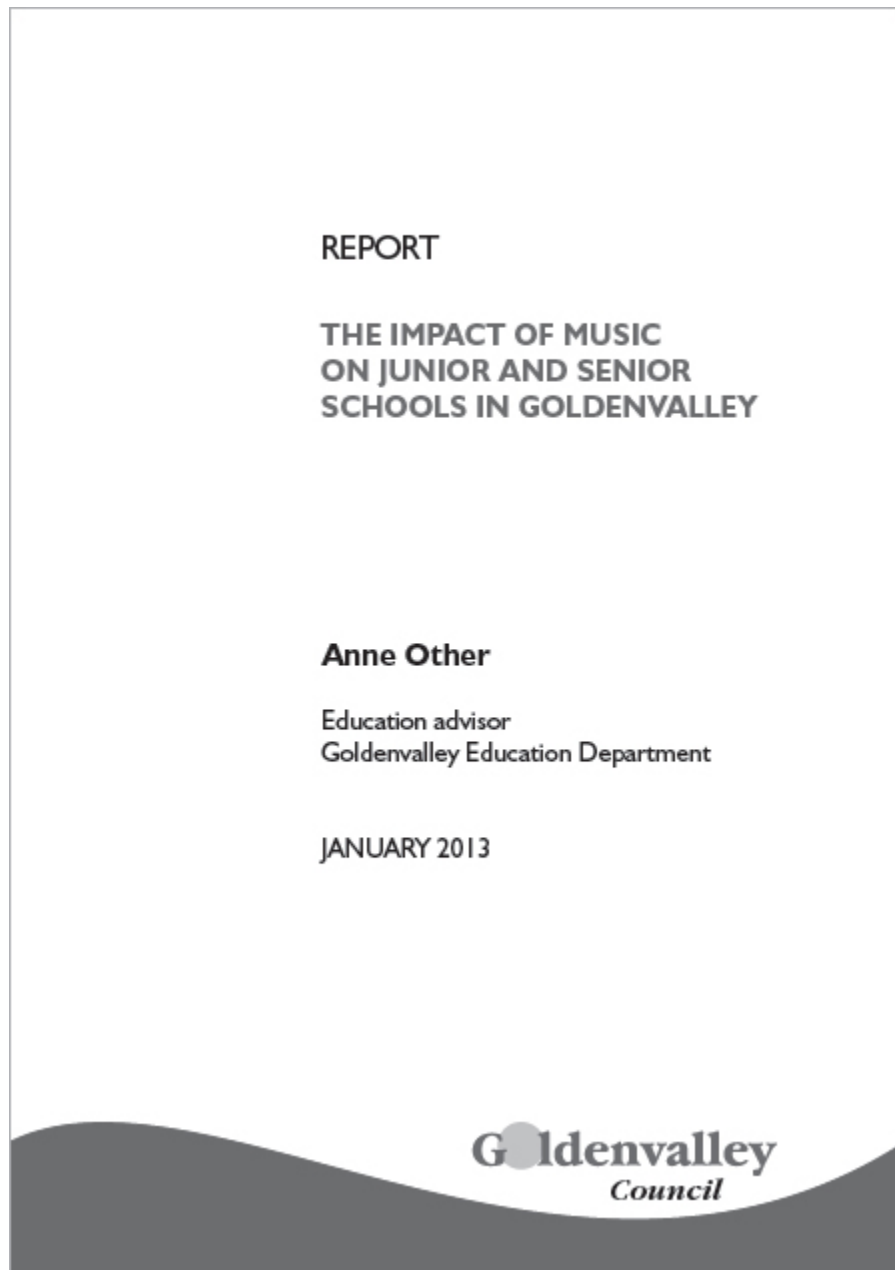 REPORT
THE IMPACT OF MUSIC
ON JUNIOR AND SENIOR
SCHOOLS IN GOLDENVALLEY
Anne Other
Education advisor
Goldenvalley Education Department
JANUARY 2013
Goldenvalley
Council